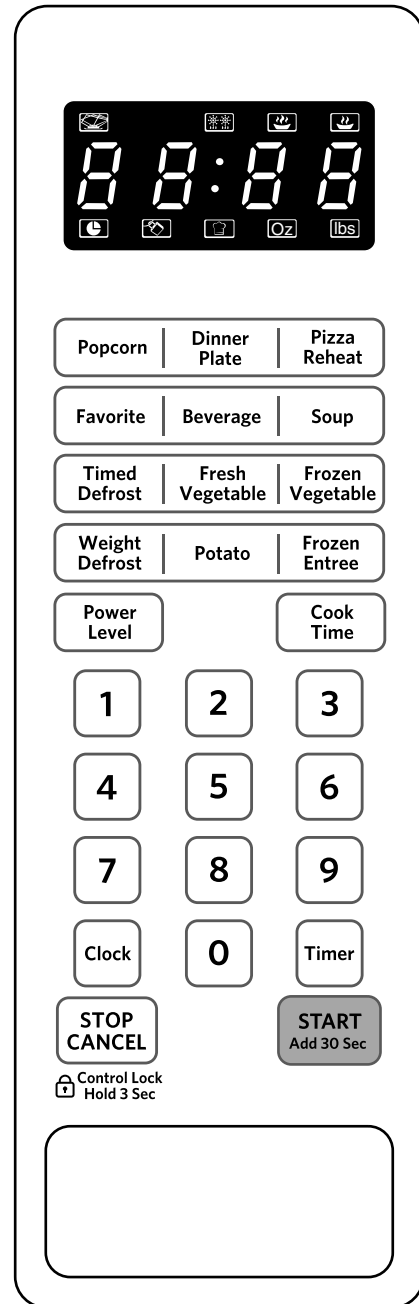 88:88
Oz lbs
Popcorn Dinner Plate Pizza Reheat
Favorite Beverage Soup
Timed Defrost Fresh Vegetable Frozen Vegetable
Weight Defrost Potato Frozen Entree
Power Level Cook Time
1 2 3
4 5 6
7 8 9
Clock 0 Timer
STOP CANCEL START Add 30 Sec
Control Lock
Hold 3 Sec